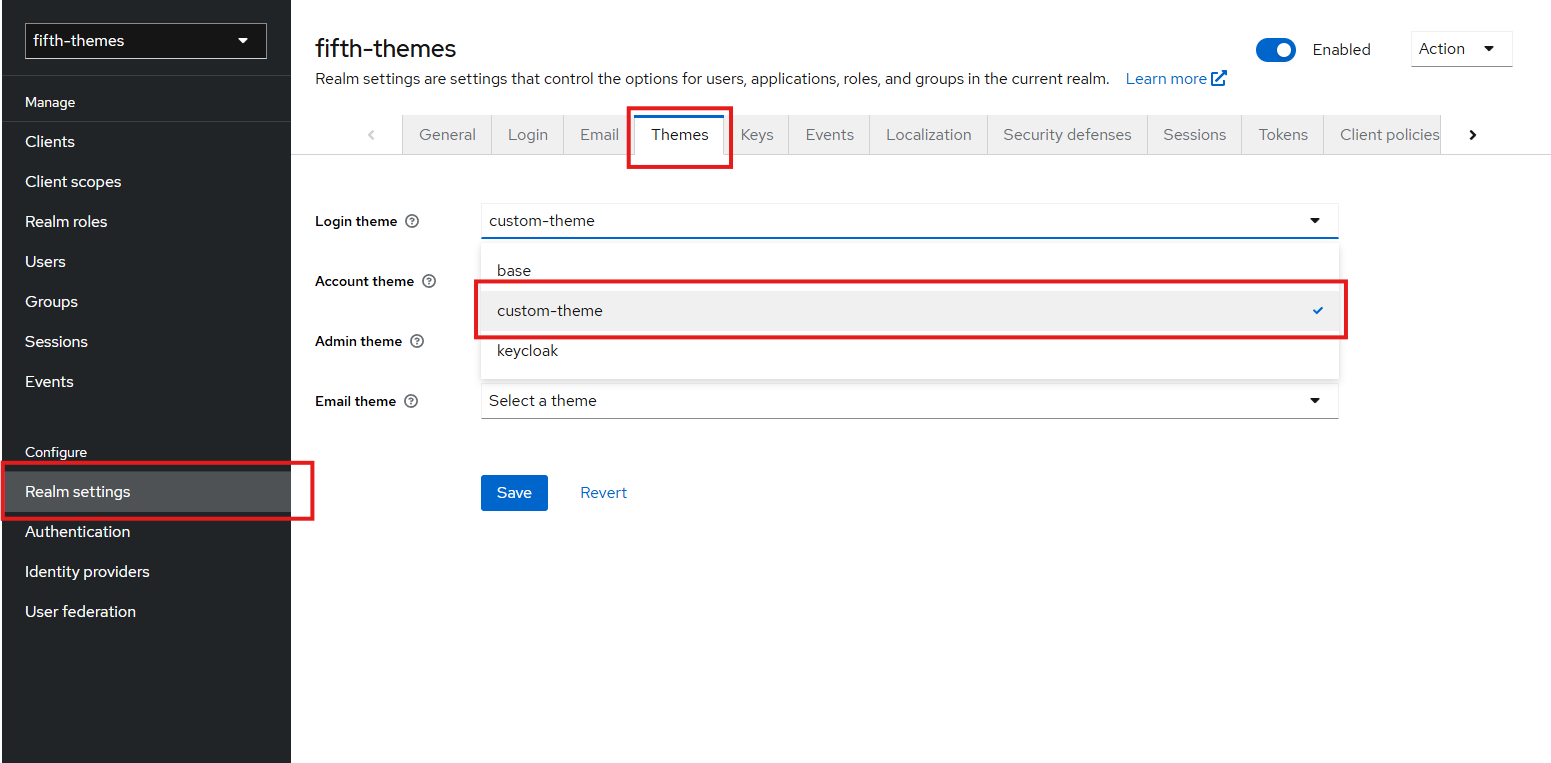 fifth-themes
Manage
Clients
Client scopes
Realm roles
Users
Groups
Sessions
Events
Configure
Realm settings
Authentication
Identity providers
User federation
fifth-themes
Enabled
Action
Realm settings are settings that control the options for users, applications, roles, and groups in the current realm. Learn more
General Login Email Themes Keys Events Localization Security defenses Sessions Tokens Client policies
Login theme
custom-theme
base
Account theme
custom-theme
Admin theme
keycloak
Email theme
Select a theme
Save Revert